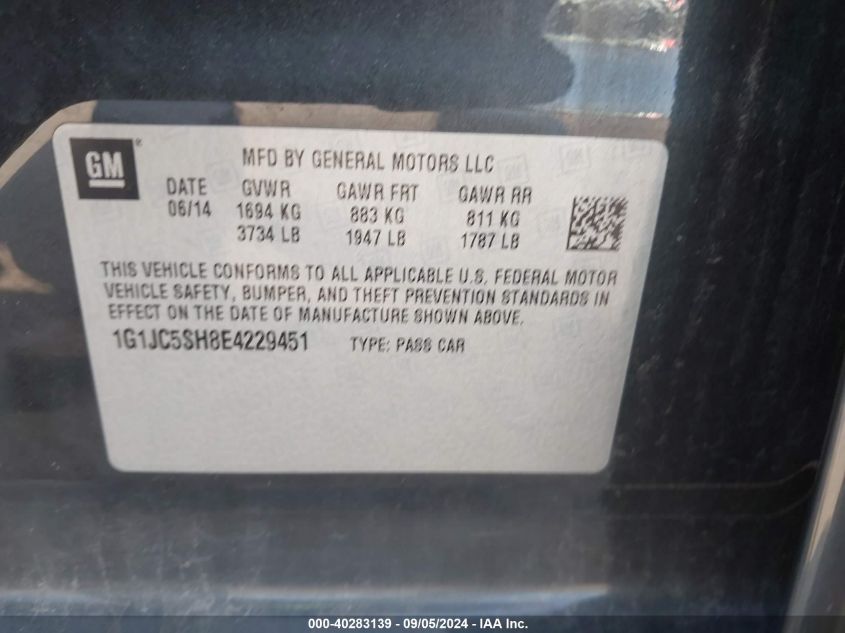 GM®
MFD BY GENERAL MOTORS LLC
DATE GVWR GAWR FRT GAWR RR
06/14 1694 KG 883 KG 811 KG
3734 LB 1947 LB 1787 LB
THIS VEHICLE CONFORMS TO ALL APPLICABLE U.S. FEDERAL MOTOR
VEHICLE SAFETY, BUMPER, AND THEFT PREVENTION STANDARDS IN
EFFECT ON THE DATE OF MANUFACTURE SHOWN ABOVE.
1G1JC5SH8E4229451 TYPE: PASS CAR
000-40283139 - 09/05/2024 - IAA Inc.